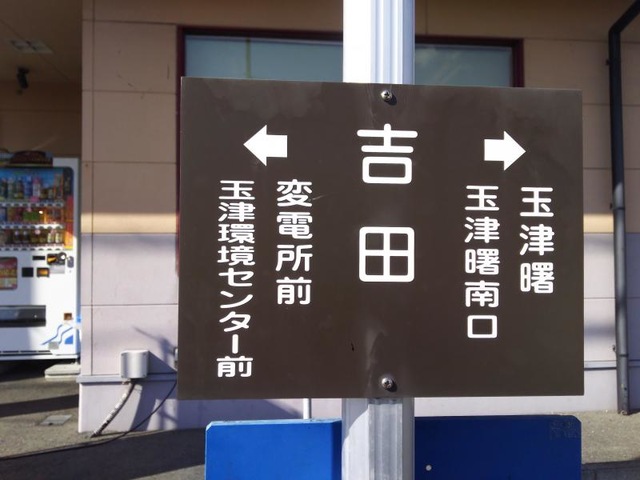 吉田
玉津曙
玉津曙南口
変電所前
玉津環境センター前